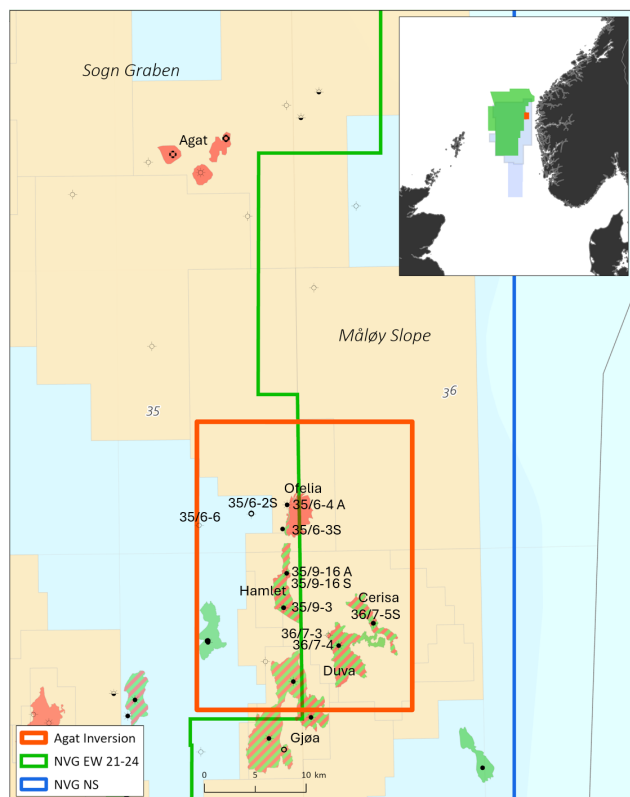 Sogn Graben
Agat
Måløy Slope
36
35
Ofelia
35/6-2S
35/6-4 A
35/6-6
35/6-3S
35/9-16 A
35/9-16 S
Hamlet
Cerisa
35/9-3
36/7-5S
36/7-3
36/7-4
Duva
Gjøa
Agat Inversion
NVG EW 21-24
NVG NS
0 5 10 km